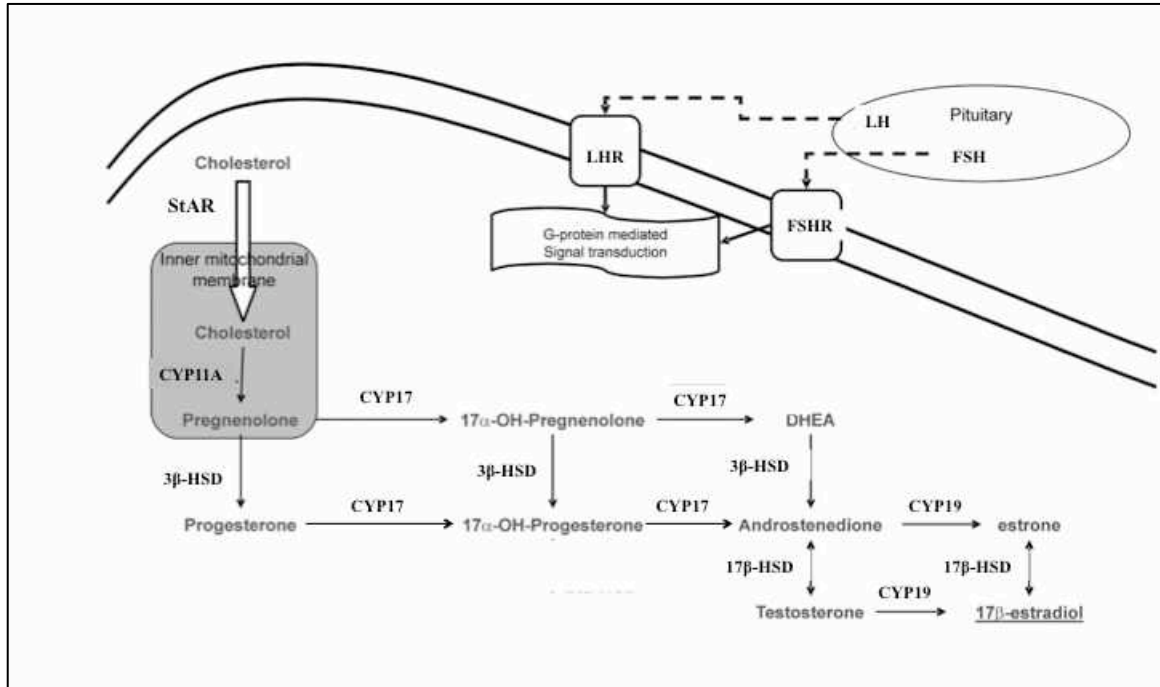 Pituitary
LH
FSH
LHR
FSHR
G-protein mediated
Signal transduction
Cholesterol
StAR
Inner mitochondrial
membrane
Cholesterol
CYP11A
Pregnenolone
CYP17
17α-OH-Pregnenolone
CYP17
DHEA
3β-HSD
3β-HSD
3β-HSD
Progesterone
CYP17
17α-OH-Progesterone
CYP17
Androstenedione
CYP19
estrone
17β-HSD
17β-HSD
Testosterone
CYP19
17β-estradiol